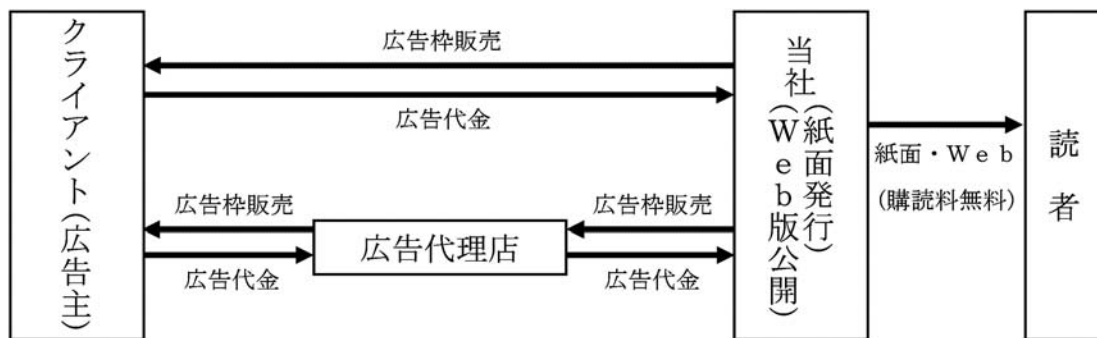 クライアント(広告主)
広告枠販売
広告代金
広告枠販売
広告代金
広告代理店
広告枠販売
広告代金
当社(紙面発行)
(Web版公開)
紙面・Web
(購読料無料)
読者